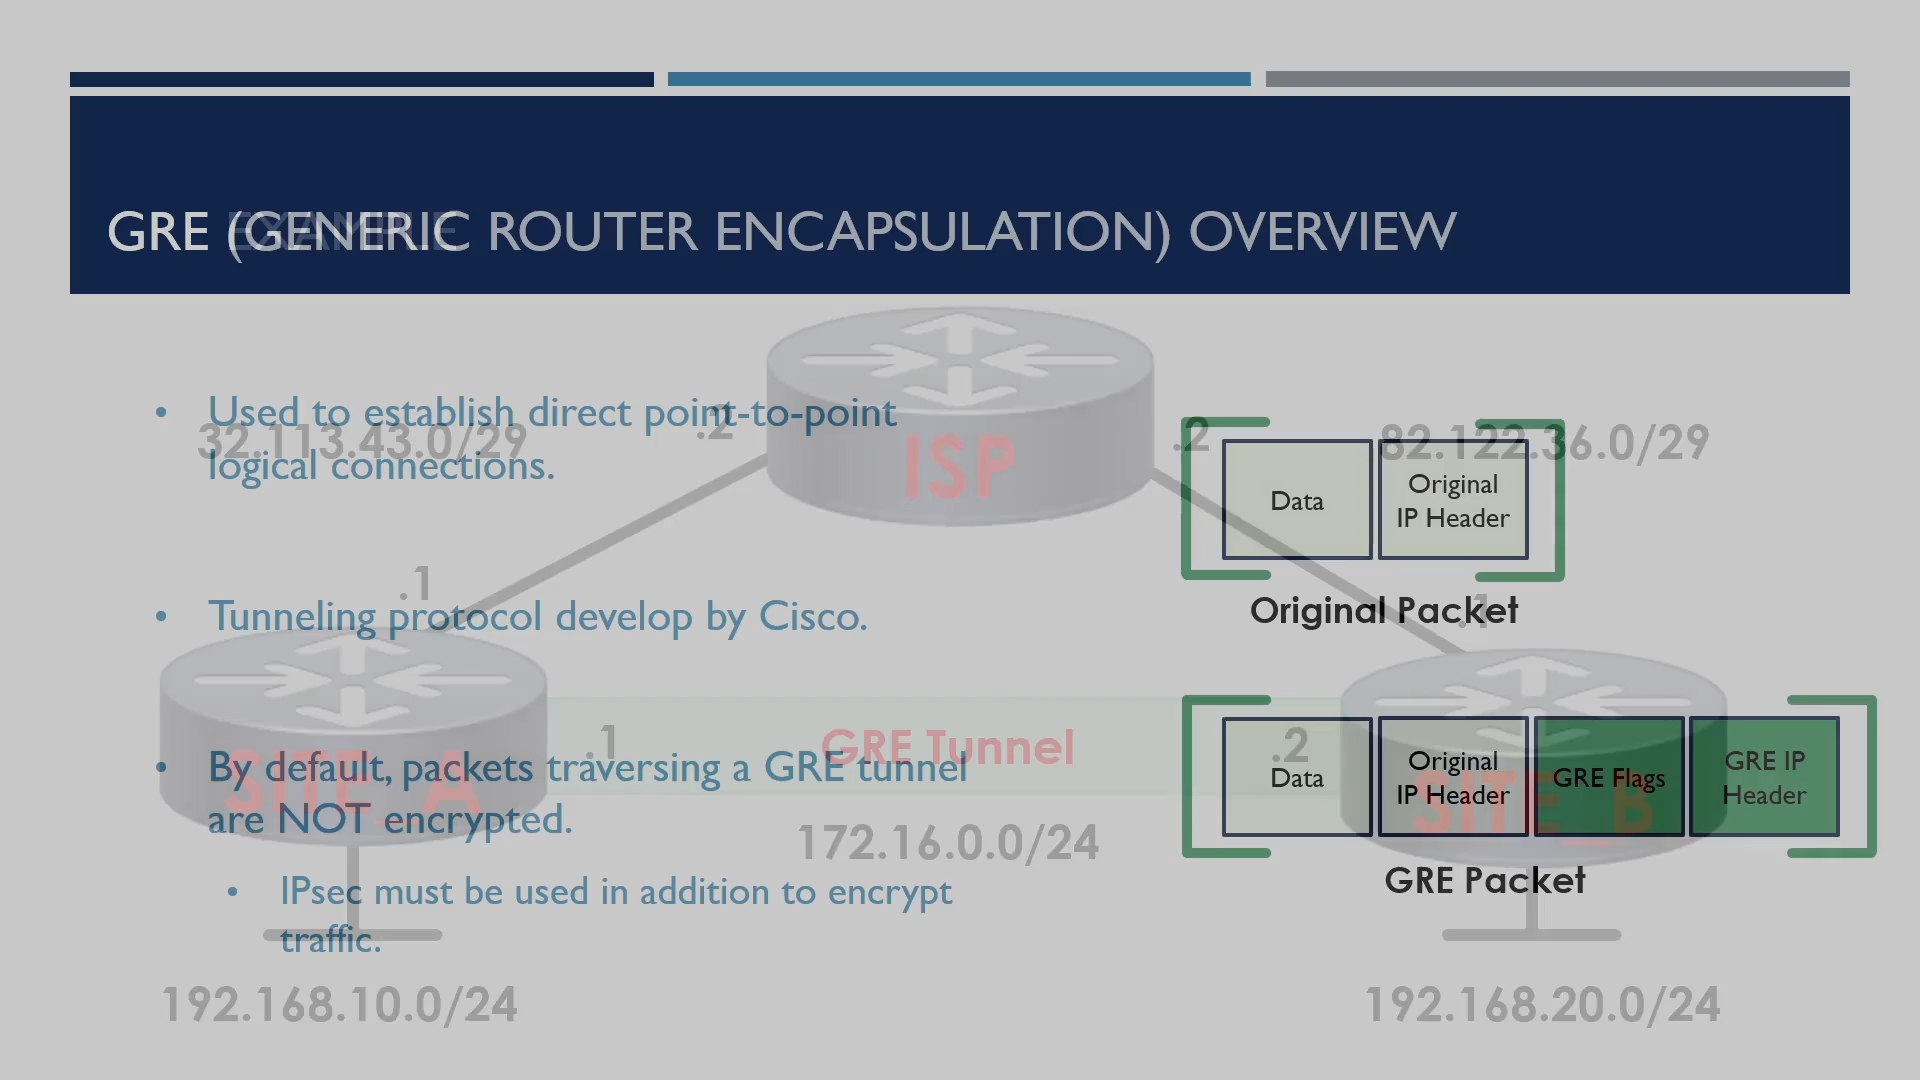 GRE (GENERIC ROUTER ENCAPSULATION) OVERVIEW
EXAMPLE
• Used to establish direct point-to-point
logical connections.
• Tunneling protocol develop by Cisco.
• By default, packets traversing a GRE tunnel
are NOT encrypted.
• IPsec must be used in addition to encrypt
traffic.
Data
Original
IP Header
Original Packet
Data
Original
IP Header
GRE Flags
GRE IP
Header
GRE Packet
32.113.43.0/29
.2
ISP
.2
82.122.36.0/29
.1
.1
SITE_A
.1
GRE Tunnel
.2
SITE_B
172.16.0.0/24
192.168.10.0/24
192.168.20.0/24